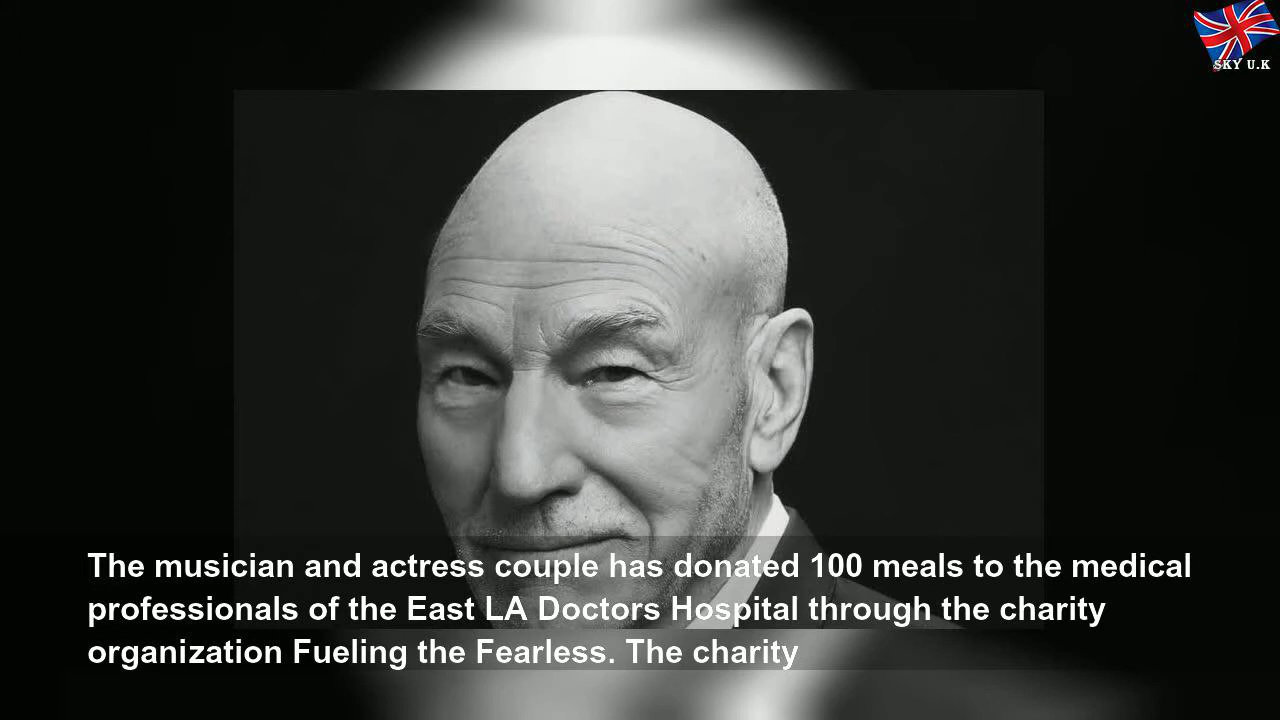 SKY U.K
The musician and actress couple has donated 100 meals to the medical
professionals of the East LA Doctors Hospital through the charity
organization Fueling the Fearless. The charity